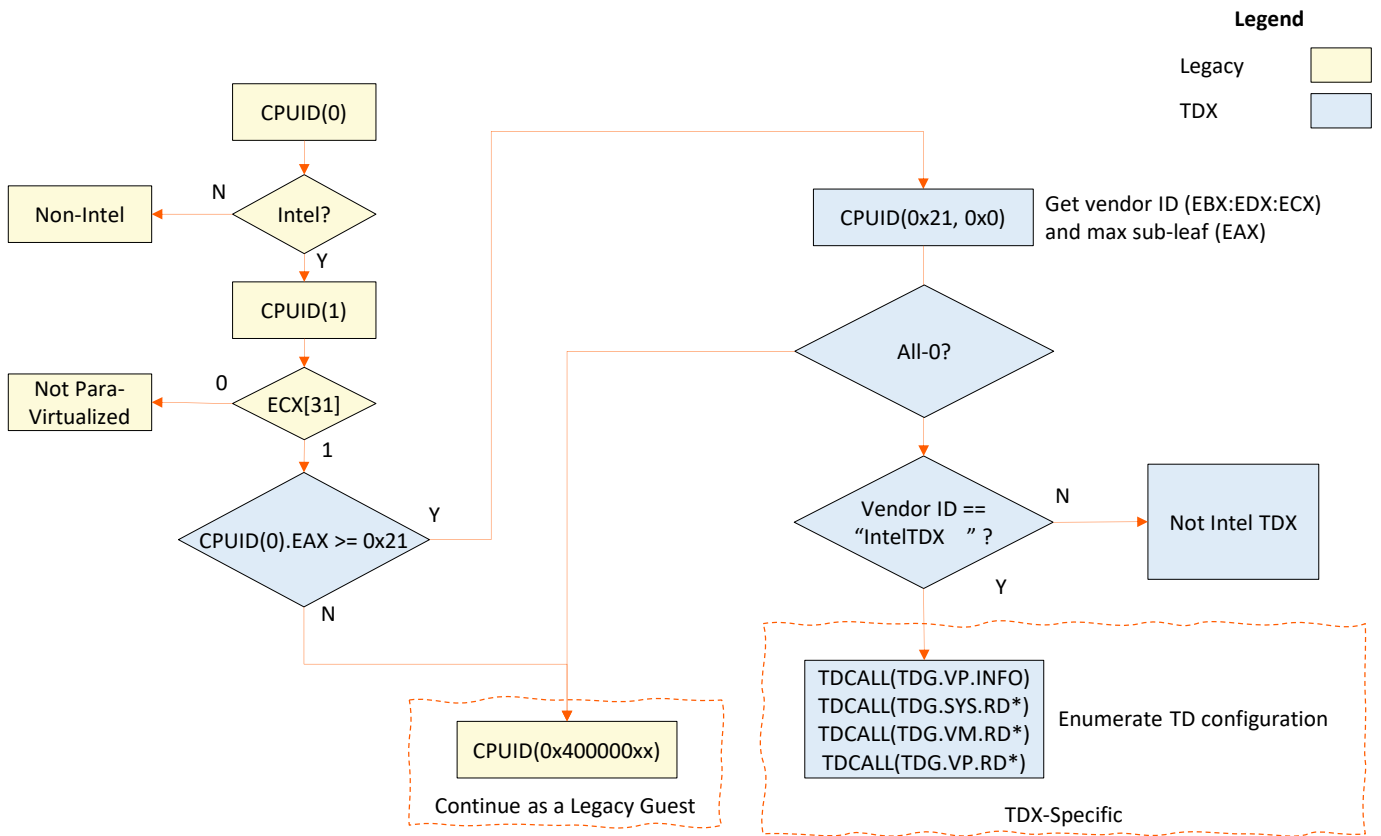 Legend
Legacy
TDX
CPUID(0)
N
Intel?
Non-Intel
Y
CPUID(1)
0
Not Para-
Virtualized
ECX[31]
1
CPUID(0).EAX >= 0x21
Y
N
CPUID(0x21, 0x0)
Get vendor ID (EBX:EDX:ECX)
and max sub-leaf (EAX)
All-0?
Vendor ID ==
“IntelTDX    ” ?
N
Not Intel TDX
Y
CPUID(0x400000xx)
Continue as a Legacy Guest
TDCALL(TDG.VP.INFO)
TDCALL(TDG.SYS.RD*)
TDCALL(TDG.VM.RD*)
TDCALL(TDG.VP.RD*)
Enumerate TD configuration
TDX-Specific